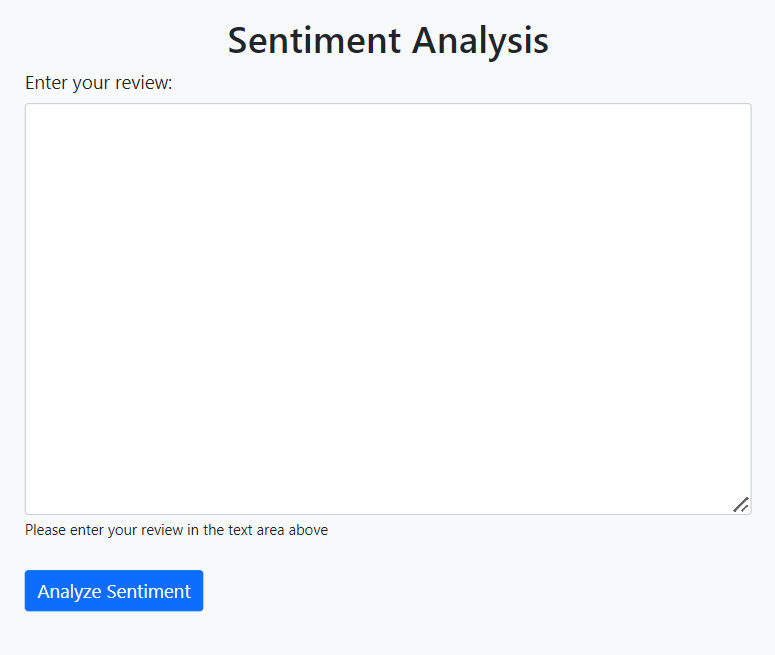 Sentiment Analysis
Enter your review:
Please enter your review in the text area above
Analyze Sentiment